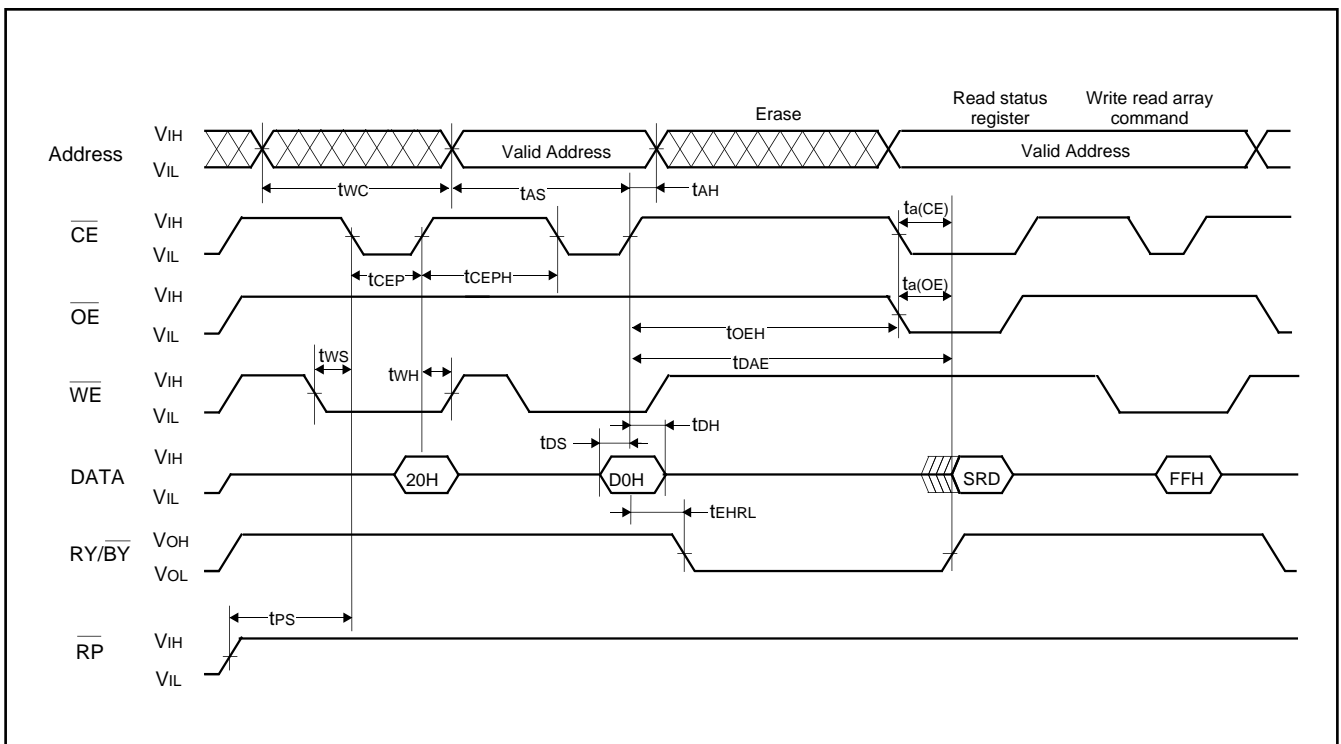 Erase
Read status
register
Write read array
command
Address
VIH
VIL
Valid Address
Valid Address
tWC
tAS
tAH
CE
VIH
VIL
ta(CE)
tCEP
tCEPH
OE
VIH
VIL
ta(OE)
tOEH
tWS
tWH
tDAE
WE
VIH
VIL
tDS
tDH
DATA
VIH
VIL
20H
D0H
SRD
FFH
tEHRL
RY/BY
VOH
VOL
tPS
RP
VIH
VIL